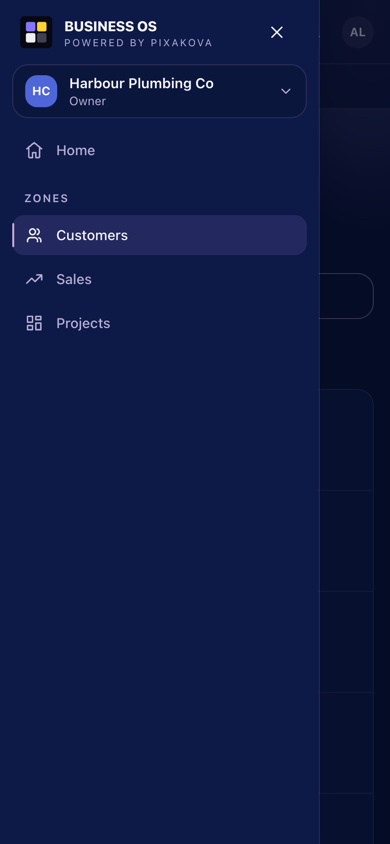 BUSINESS OS
POWERED BY PIXAKOVA
AL
HC
Harbour Plumbing Co
Owner
Home
ZONES
Customers
Sales
Projects